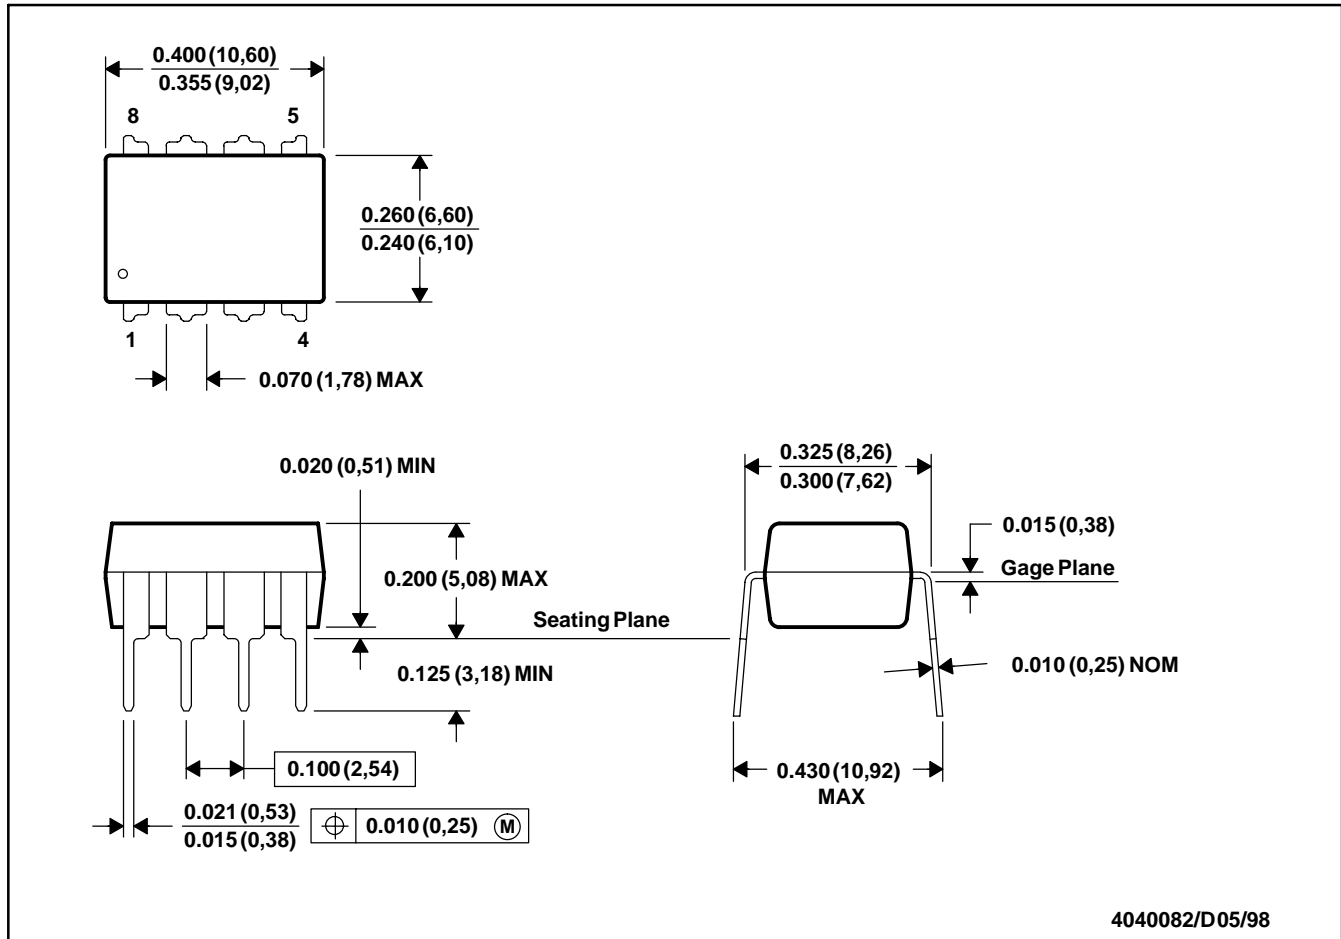 0.400 (10,60)
0.355 (9,02)
8
5
0.260 (6,60)
0.240 (6,10)
1
4
0.070 (1,78) MAX
0.020 (0,51) MIN
0.325 (8,26)
0.300 (7,62)
0.015 (0,38)
0.200 (5,08) MAX
Gage Plane
Seating Plane
0.125 (3,18) MIN
0.010 (0,25) NOM
0.100 (2,54)
0.430 (10,92)
MAX
0.021 (0,53)
0.015 (0,38)
0.010 (0,25) M
4040082/D 05/98